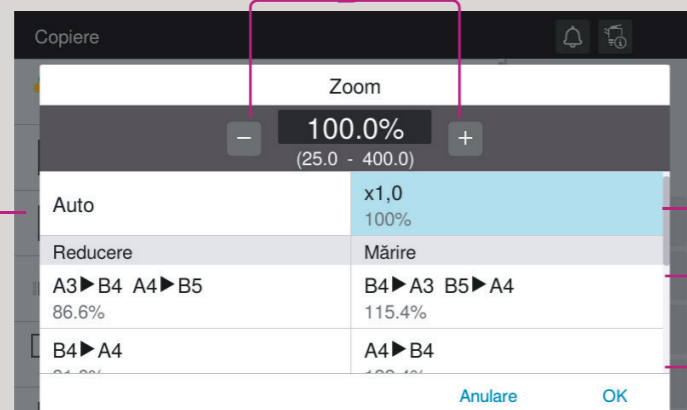 Copiere
Zoom
− 100.0% +
(25.0 - 400.0)
Auto
x1,0
100%
Reducere
Mărire
A3▶B4 A4▶B5
86.6%
B4▶A3 B5▶A4
115.4%
B4▶A4
A4▶B4
Anulare
OK